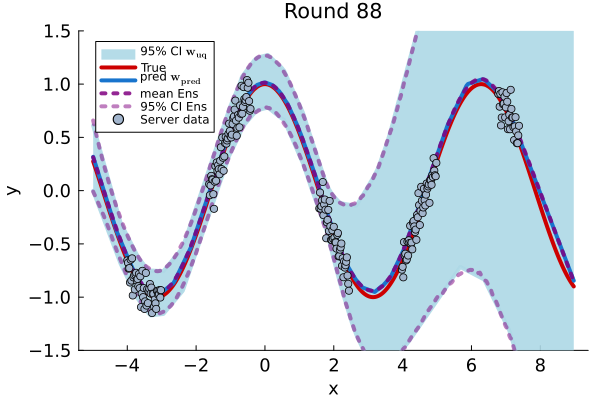 Round 88
95% CI w_uq
True
pred w_pred
mean Ens
95% CI Ens
Server data
y
1.5
1.0
0.5
0.0
−0.5
−1.0
−1.5
−4 −2 0 2 4 6 8
x